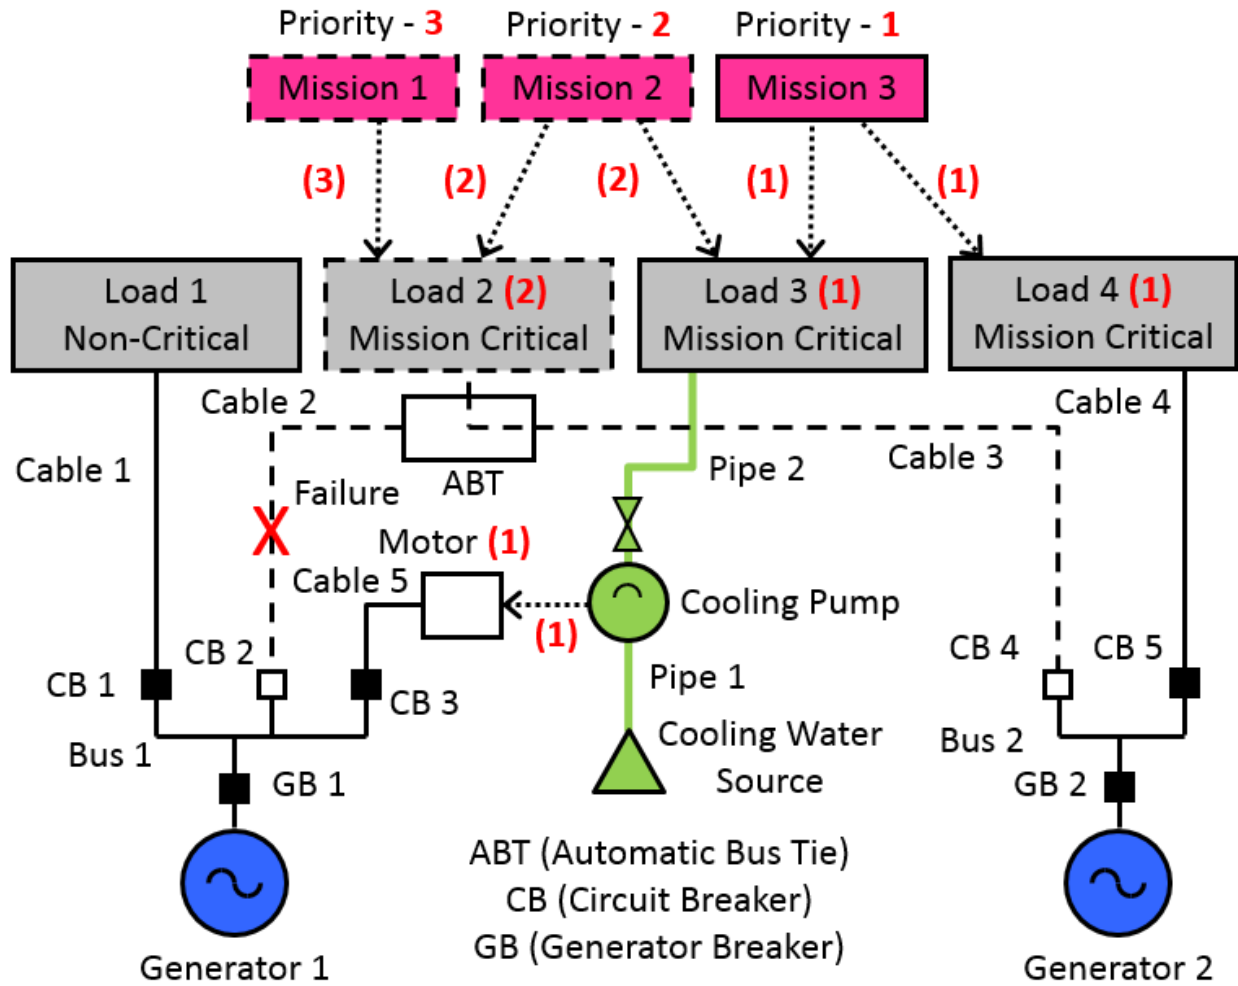 Priority - 3
Priority - 2
Priority - 1
Mission 1
Mission 2
Mission 3
(3)
(2)
(2)
(1)
(1)
Load 1
Non-Critical
Load 2 (2)
Mission Critical
Load 3 (1)
Mission Critical
Load 4 (1)
Mission Critical
Cable 2
Cable 4
Cable 1
ABT
Pipe 2
Cable 3
Failure
X
Motor (1)
Cable 5
Cooling Pump
(1)
CB 2
CB 4
CB 5
CB 1
CB 3
Pipe 1
Bus 1
Cooling Water
Source
Bus 2
GB 1
GB 2
ABT (Automatic Bus Tie)
CB (Circuit Breaker)
GB (Generator Breaker)
Generator 1
Generator 2